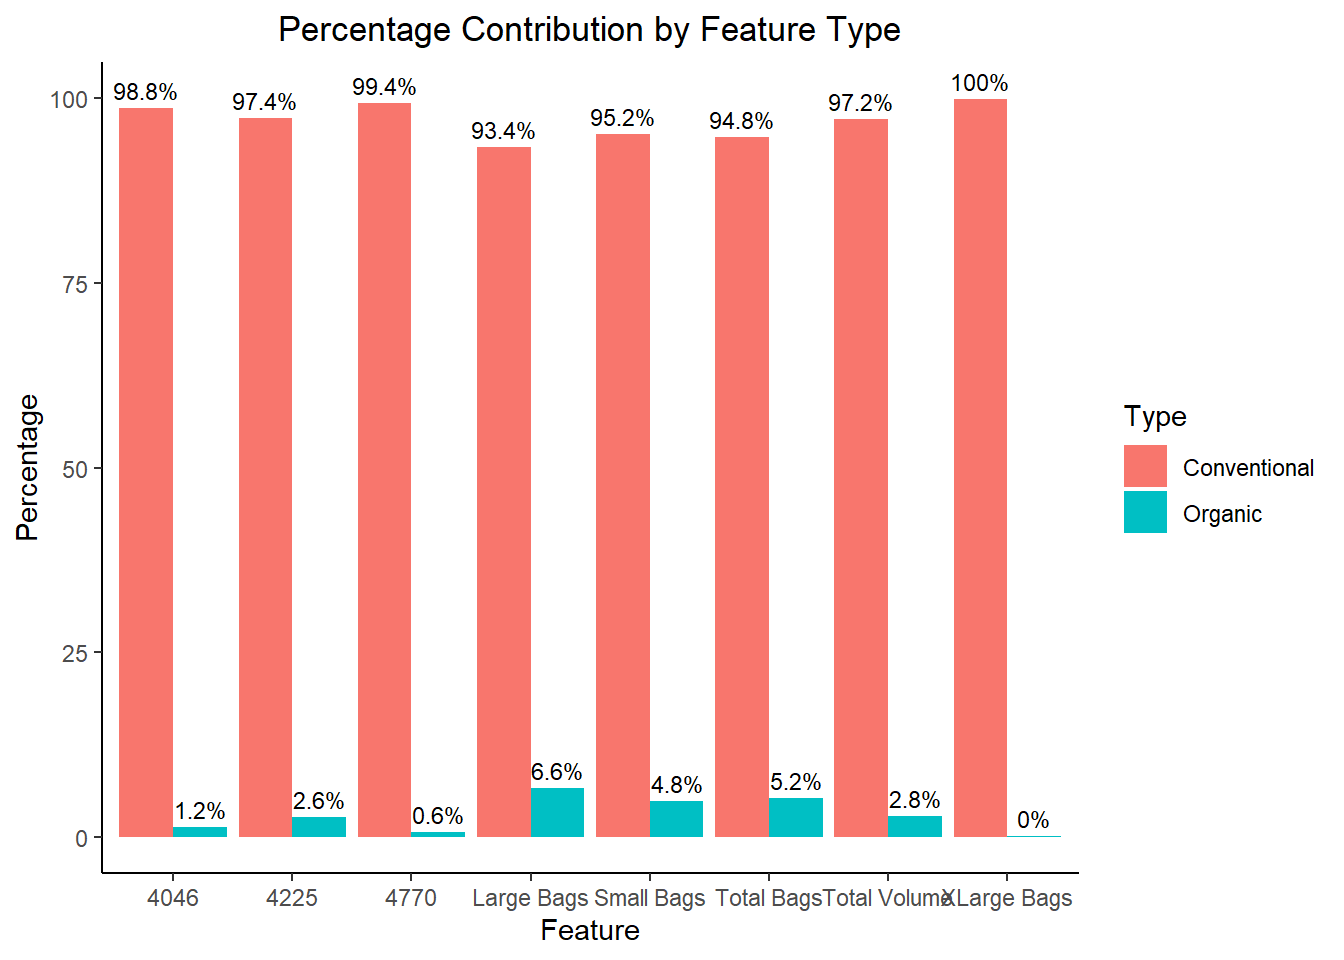 Percentage Contribution by Feature Type
98.8%
97.4%
99.4%
93.4%
95.2%
94.8%
97.2%
100%
1.2%
2.6%
0.6%
6.6%
4.8%
5.2%
2.8%
0%
100
75
50
25
0
Percentage
4046
4225
4770
Large Bags
Small Bags
Total Bags
Total Volume
XLarge Bags
Feature
Type
Conventional
Organic